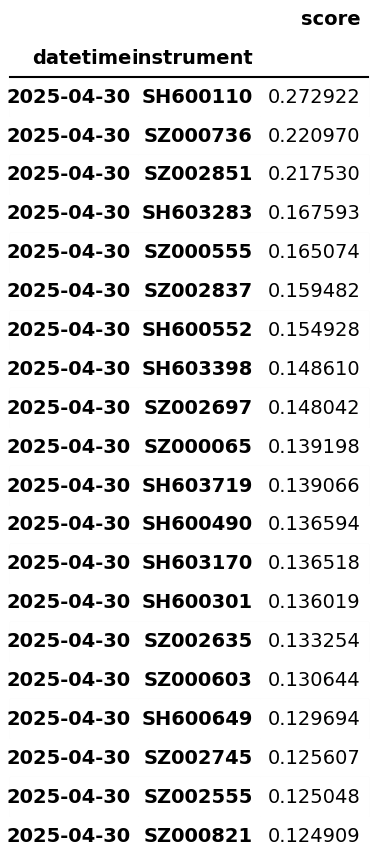 score
datetime instrument
2025-04-30 SH600110 0.272922
2025-04-30 SZ000736 0.220970
2025-04-30 SZ002851 0.217530
2025-04-30 SH603283 0.167593
2025-04-30 SZ000555 0.165074
2025-04-30 SZ002837 0.159482
2025-04-30 SH600552 0.154928
2025-04-30 SH603398 0.148610
2025-04-30 SZ002697 0.148042
2025-04-30 SZ000065 0.139198
2025-04-30 SH603719 0.139066
2025-04-30 SH600490 0.136594
2025-04-30 SH603170 0.136518
2025-04-30 SH600301 0.136019
2025-04-30 SZ002635 0.133254
2025-04-30 SZ000603 0.130644
2025-04-30 SH600649 0.129694
2025-04-30 SZ002745 0.125607
2025-04-30 SZ002555 0.125048
2025-04-30 SZ000821 0.124909